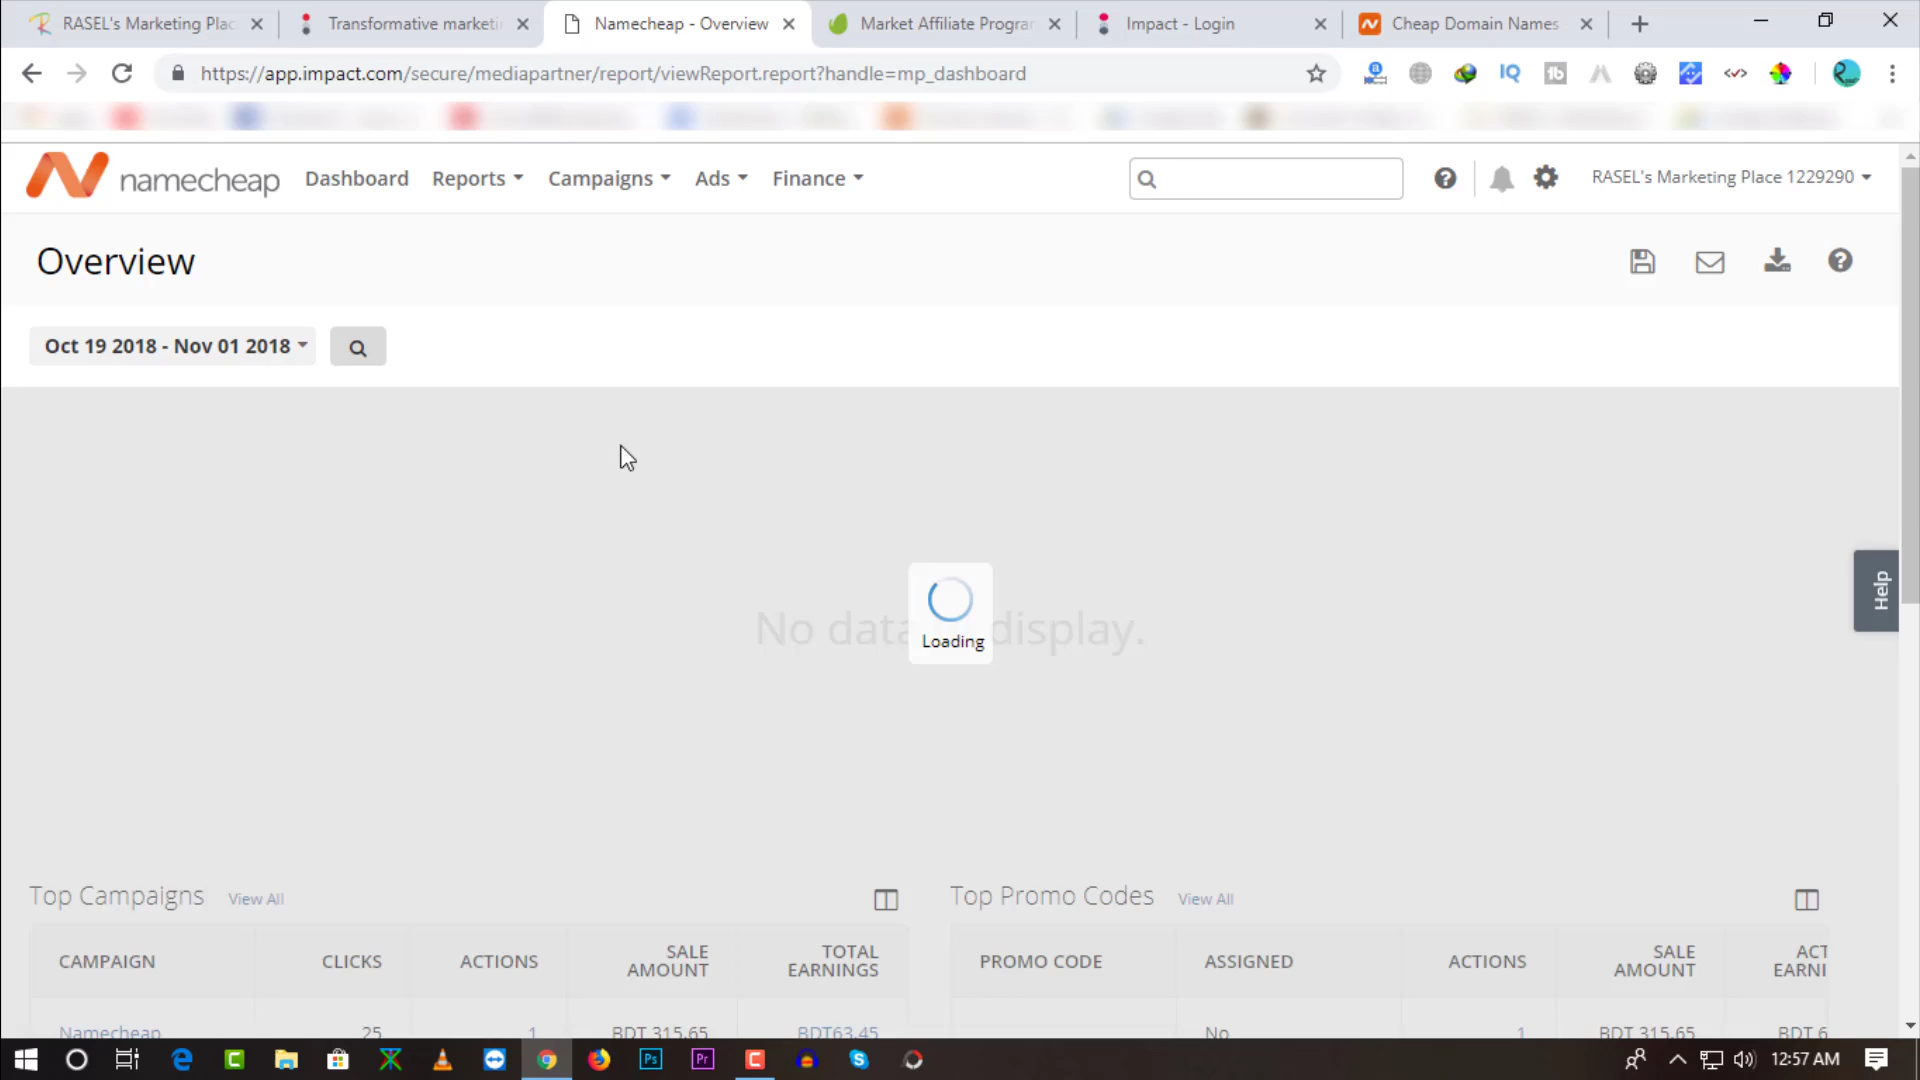 RASEL's Marketing Plac
Transformative marketi
Namecheap - Overview
Market Affiliate Progra
Impact - Login
Cheap Domain Names
https://app.impact.com/secure/mediapartner/report/viewReport.report?handle=mp_dashboard
namecheap
Dashboard
Reports
Campaigns
Ads
Finance
RASEL's Marketing Place 1229290
Overview
Oct 19 2018 - Nov 01 2018
No data display.
Loading
Help
Top Campaigns
View All
Top Promo Codes
View All
CAMPAIGN
CLICKS
ACTIONS
SALE
AMOUNT
TOTAL
EARNINGS
PROMO CODE
ASSIGNED
ACTIONS
SALE
AMOUNT
ACT
EARNI
Namecheap
25
1
BDT 315.65
BDT63.45
No
1
BDT 315.65
BDT 6
12:57 AM